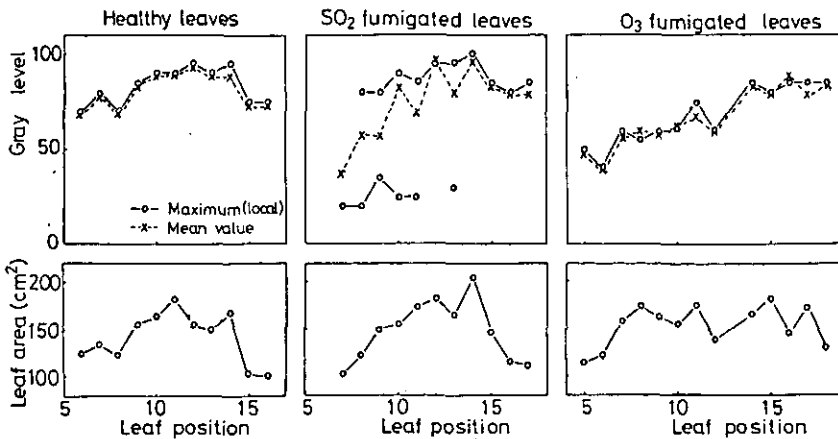 Healthy leaves
SO2 fumigated leaves
O3 fumigated leaves
Gray level
100
50
0
Maximum(local)
Mean value
Leaf area (cm2)
200
150
100
5 10 15
5 10 15
5 10 15
Leaf position
Leaf position
Leaf position